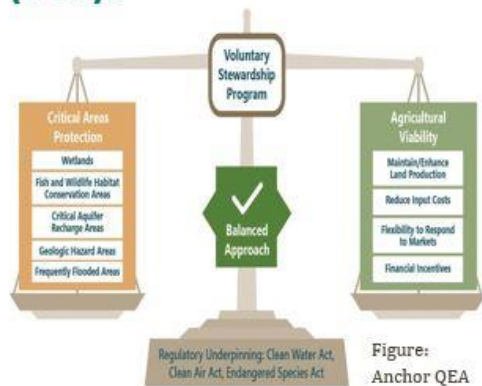 Voluntary
Stewardship
Program
Critical Areas
Protection
Wetlands
Fish and Wildlife Habitat
Conservation Areas
Critical Aquifer
Recharge Areas
Geologic Hazard Areas
Frequently Flooded Areas
Balanced
Approach
Agricultural
Viability
Maintain/Enhance
Land Production
Reduce Input Costs
Flexibility to Respond
to Markets
Financial Incentives
Regulatory Underpinning: Clean Water Act,
Clean Air Act, Endangered Species Act
Figure:
Anchor QEA